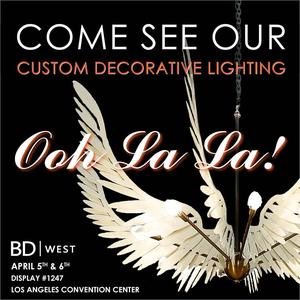 COME SEE OUR
CUSTOM DECORATIVE LIGHTING
Ooh La La!
BD | WEST
APRIL 5TH & 6TH
DISPLAY #1247
LOS ANGELES CONVENTION CENTER